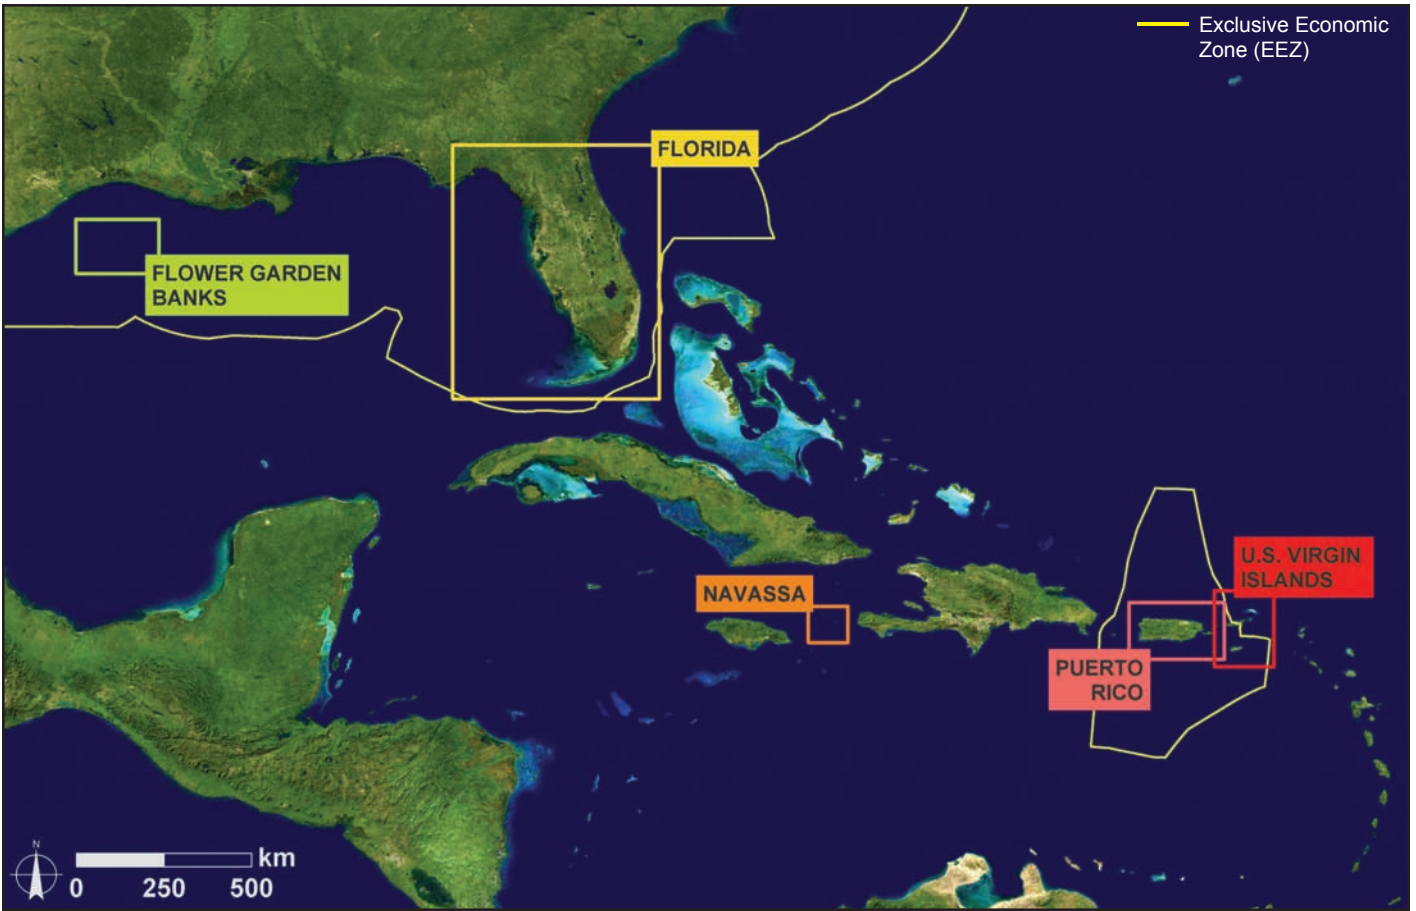 Exclusive Economic
Zone (EEZ)
FLORIDA
FLOWER GARDEN
BANKS
U.S. VIRGIN
ISLANDS
NAVASSA
PUERTO
RICO
N
km
0 250 500